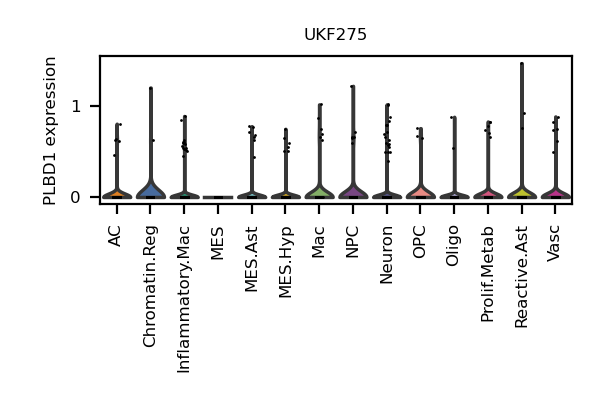 UKF275
PLBD1 expression
1
0
AC
Chromatin.Reg
Inflammatory.Mac
MES
MES.Ast
MES.Hyp
Mac
NPC
Neuron
OPC
Oligo
Prolif.Metab
Reactive.Ast
Vasc